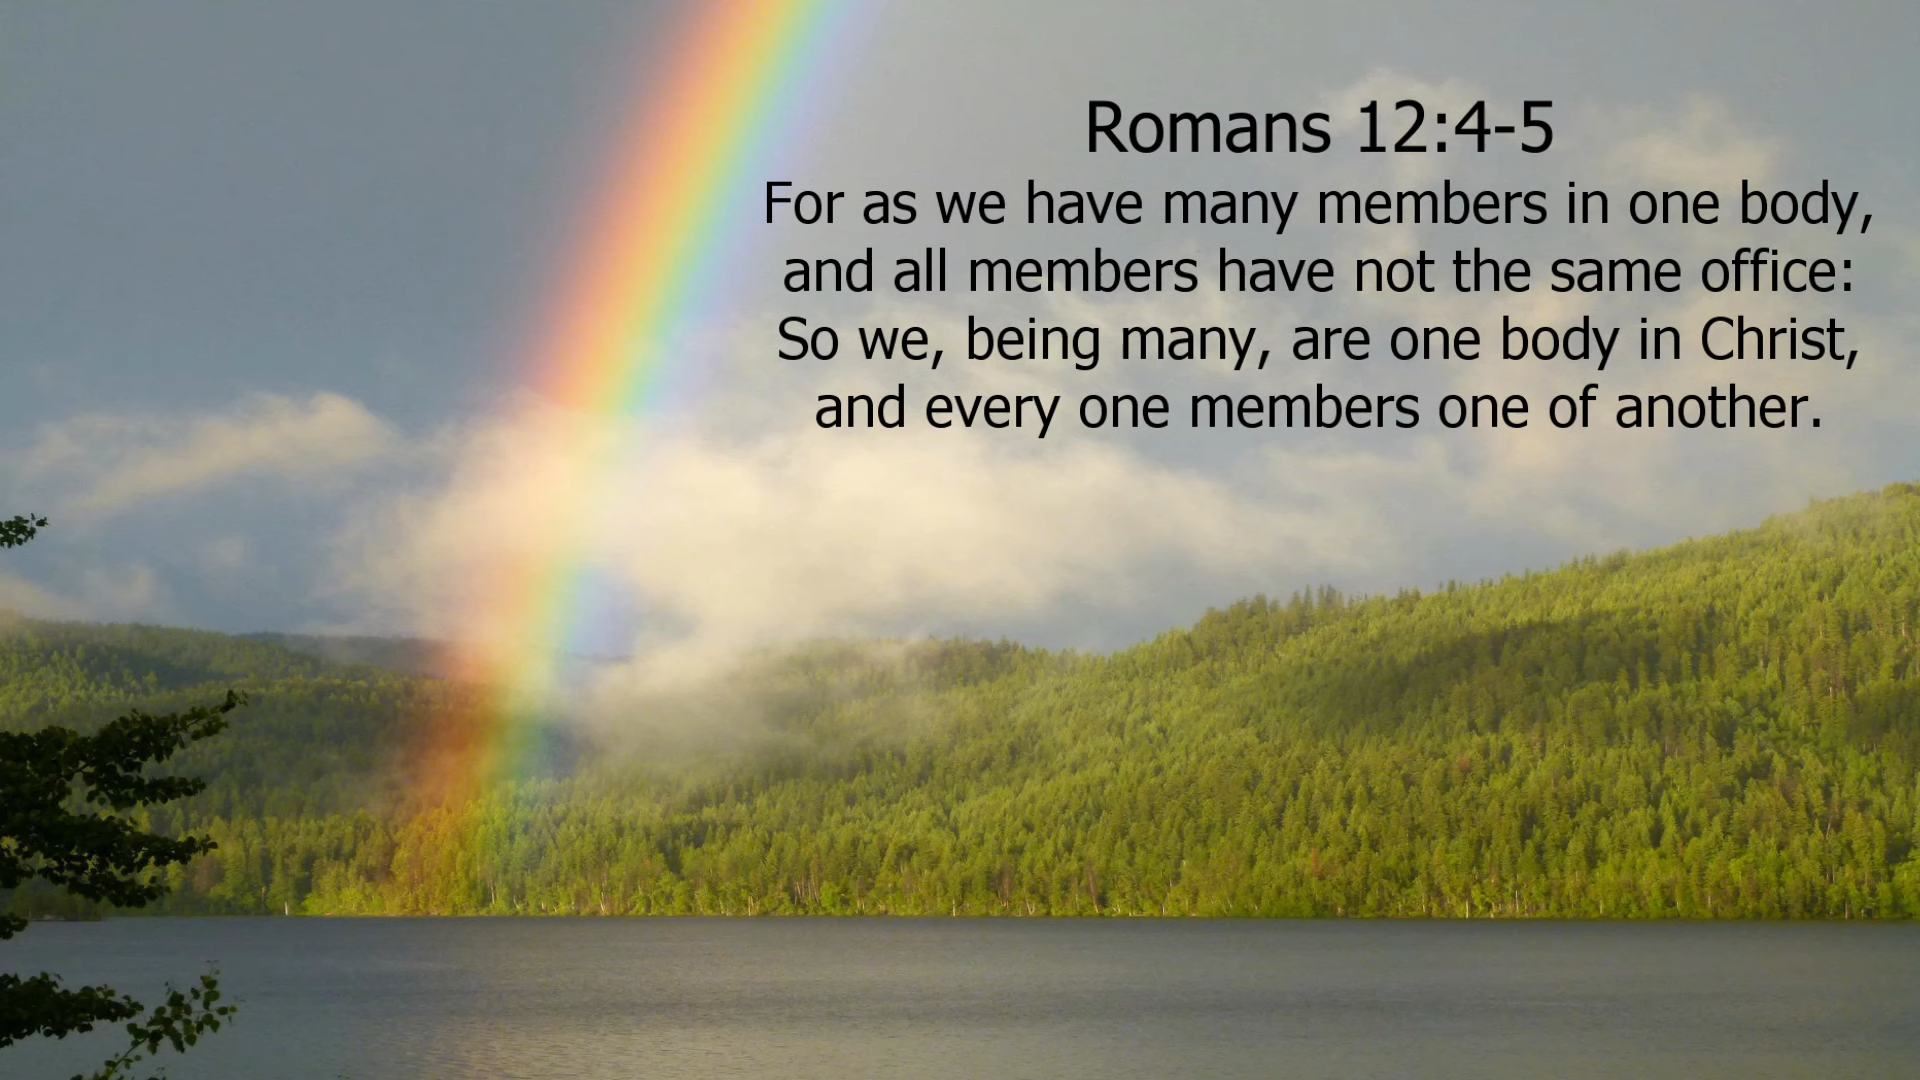 Romans 12:4-5
For as we have many members in one body,
and all members have not the same office:
So we, being many, are one body in Christ,
and every one members one of another.